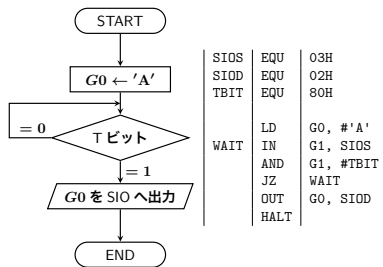 START
G0 ← 'A'
= 0
T ビット
= 1
G0 を SIO へ出力
END
SIOS EQU 03H
SIOD EQU 02H
TBIT EQU 80H
LD G0, #'A'
WAIT IN G1, SIOS
AND G1, #TBIT
JZ WAIT
OUT G0, SIOD
HALT